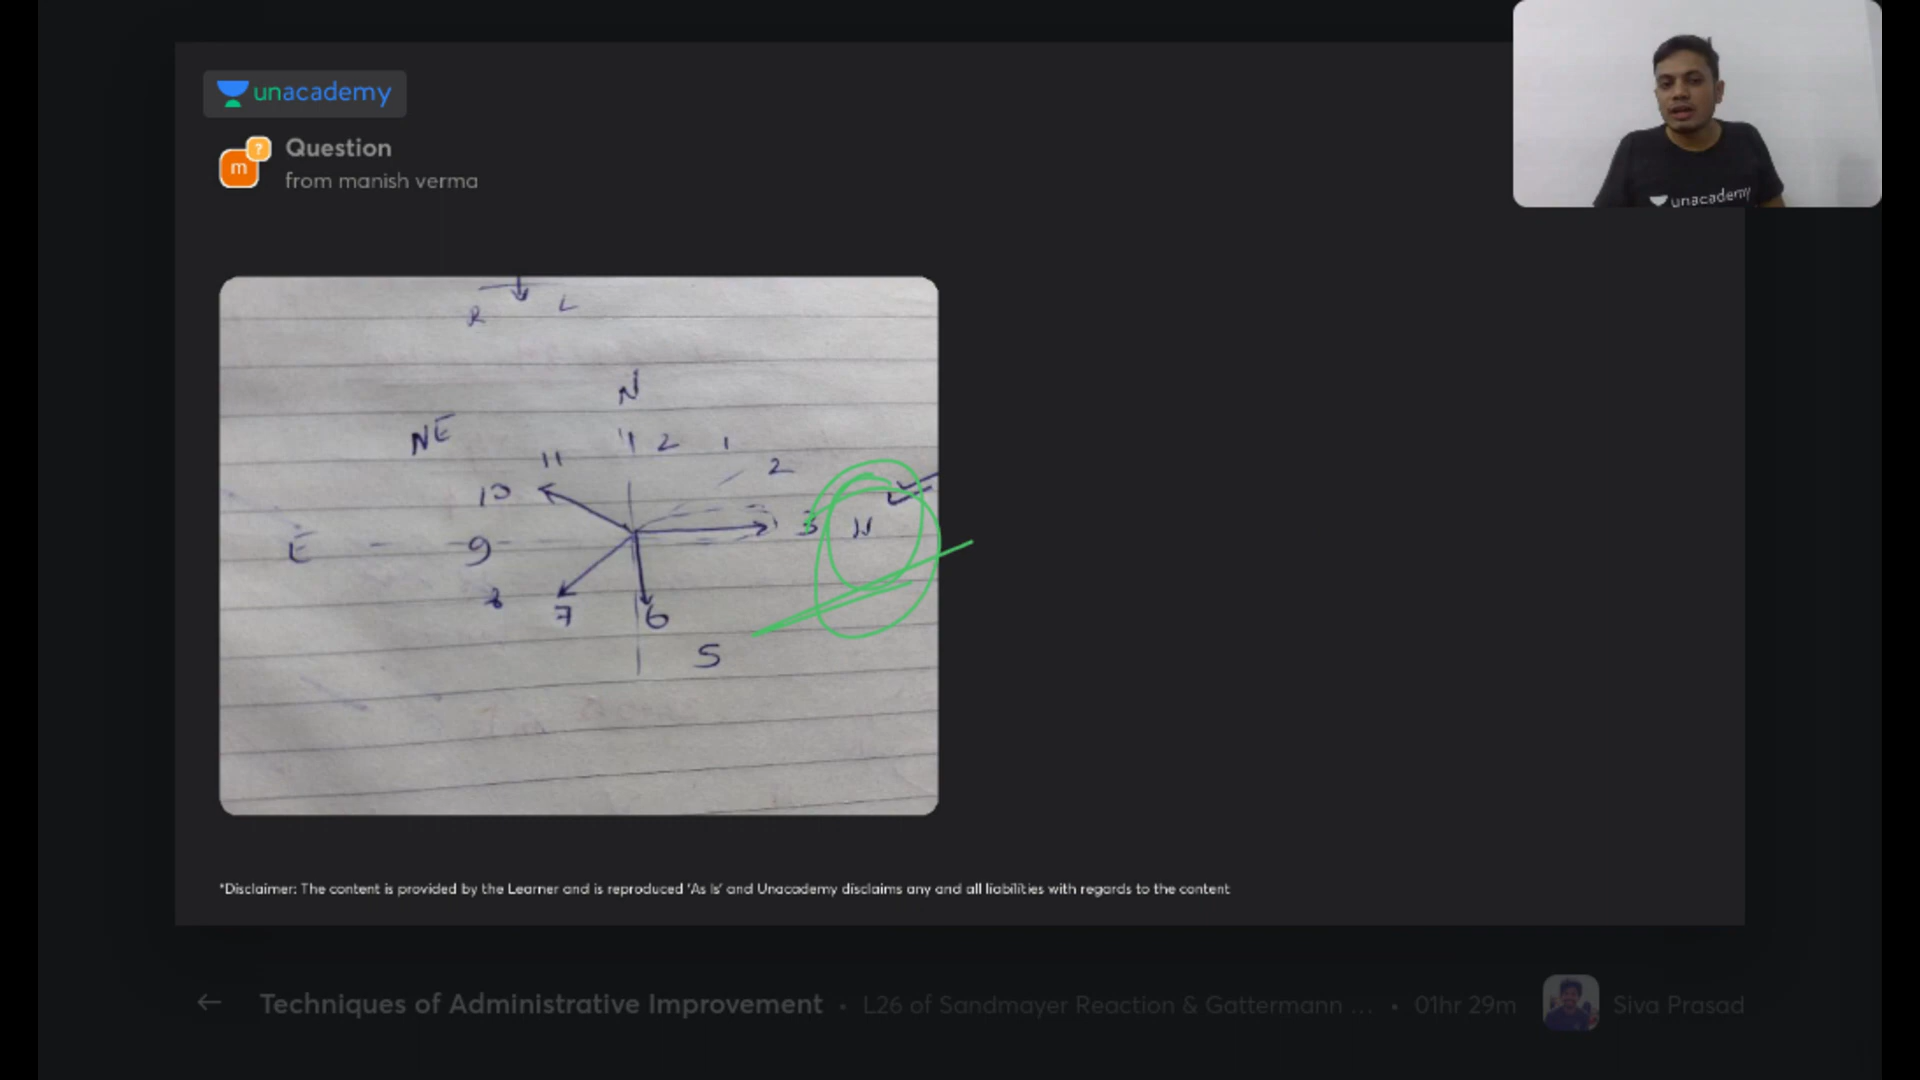 unacademy
?
m
Question
from manish verma
unacademy
R L
N
NE
11 12 1
10 2
E 9 3 N
8 7 6
S
*Disclaimer: The content is provided by the Learner and is reproduced 'As Is' and Unacademy disclaims any and all liabilities with regards to the content
← Techniques of Administrative Improvement • L26 of Sandmayer Reaction & Gattermann ... • 01hr 29m Siva Prasad